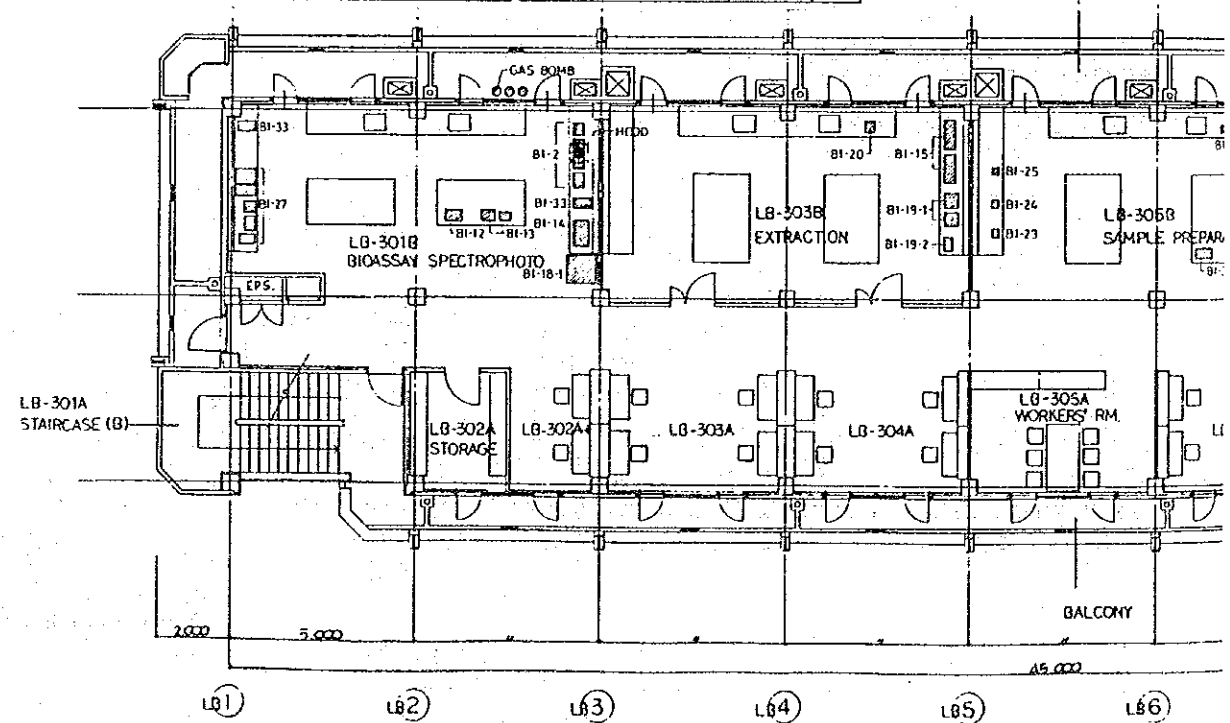 GAS BOMB
BI-33
HOOD
BI-2
BI-20
BI-15
BI-25
BI-27
BI-33
BI-24
BI-12
BI-13
BI-14
BI-19-1
BI-23
LB-301B
BIOASSAY SPECTROPHOTO
LB-303B
EXTRACTION
LB-305B
SAMPLE PREPAR
BI-19-2
BI-18-1
EPS.
LB-301A
STAIRCASE (B)
LB-302A
STORAGE
LB-302A
LB-303A
LB-304A
LB-305A
WORKERS' RM.
BALCONY
2.000
5.000
〃
〃
〃
〃
45.000
LB1
LB2
LB3
LB4
LB5
LB6